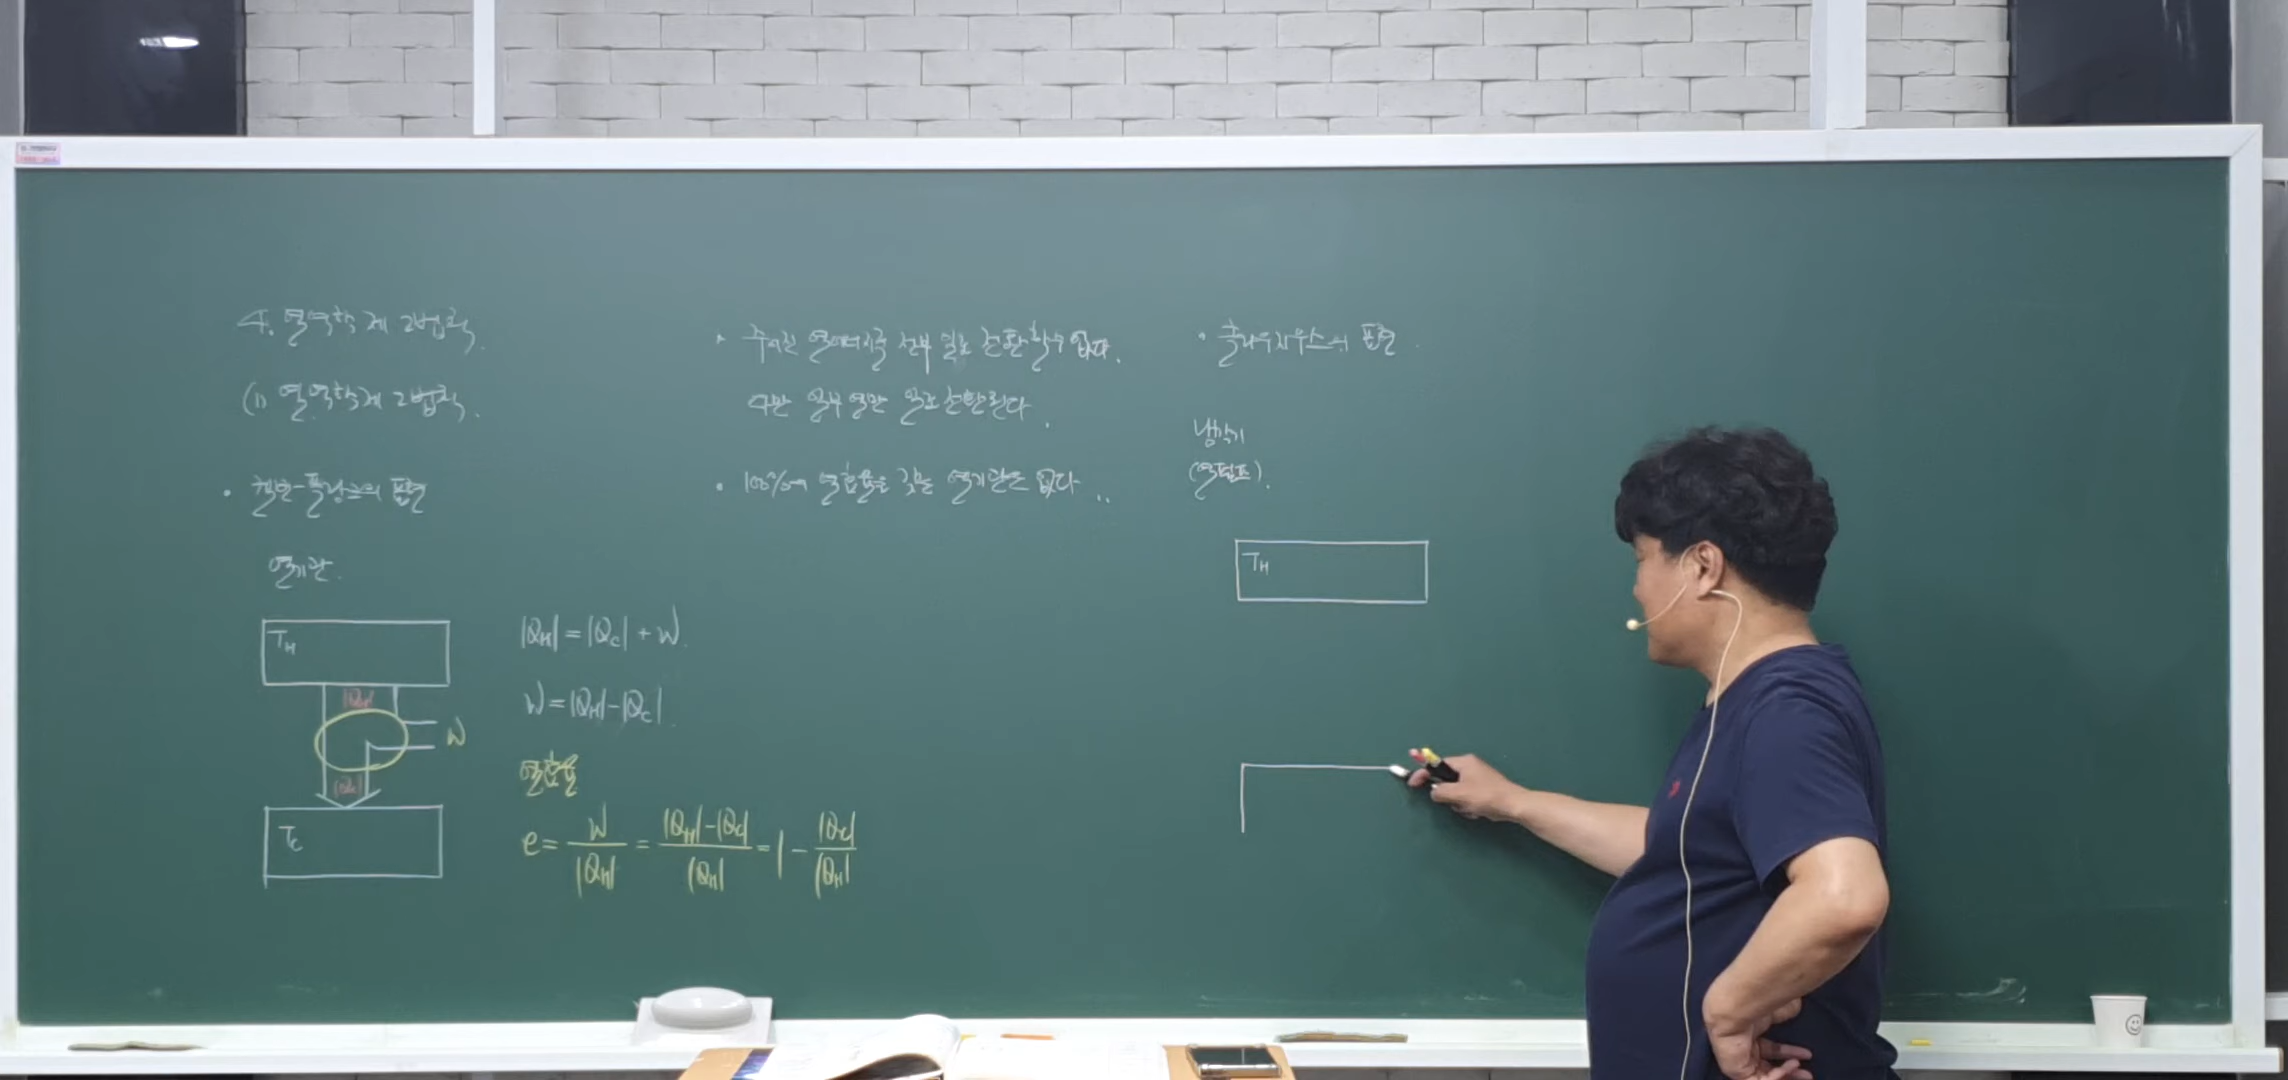 4. 열역학 제 2법칙.
(1) 열역학 제 2법칙.
• 켈빈-플랑크의 표현
열기관.
T_H
|Q_H|
W
|Q_C|
T_C
|Q_H| = |Q_C| + W.
W = |Q_H| - |Q_C|.
열효율
e = W/|Q_H| = (|Q_H| - |Q_C|)/|Q_H| = 1 - |Q_C|/|Q_H|
• 주어진 열에너지를 전부 일로 전환할 수 없다.
다만 일부 열만 일로 전환된다.
• 100%의 열효율을 갖는 열기관은 없다..
• 클라우지우스의 표현.
냉각기
(열펌프).
T_H